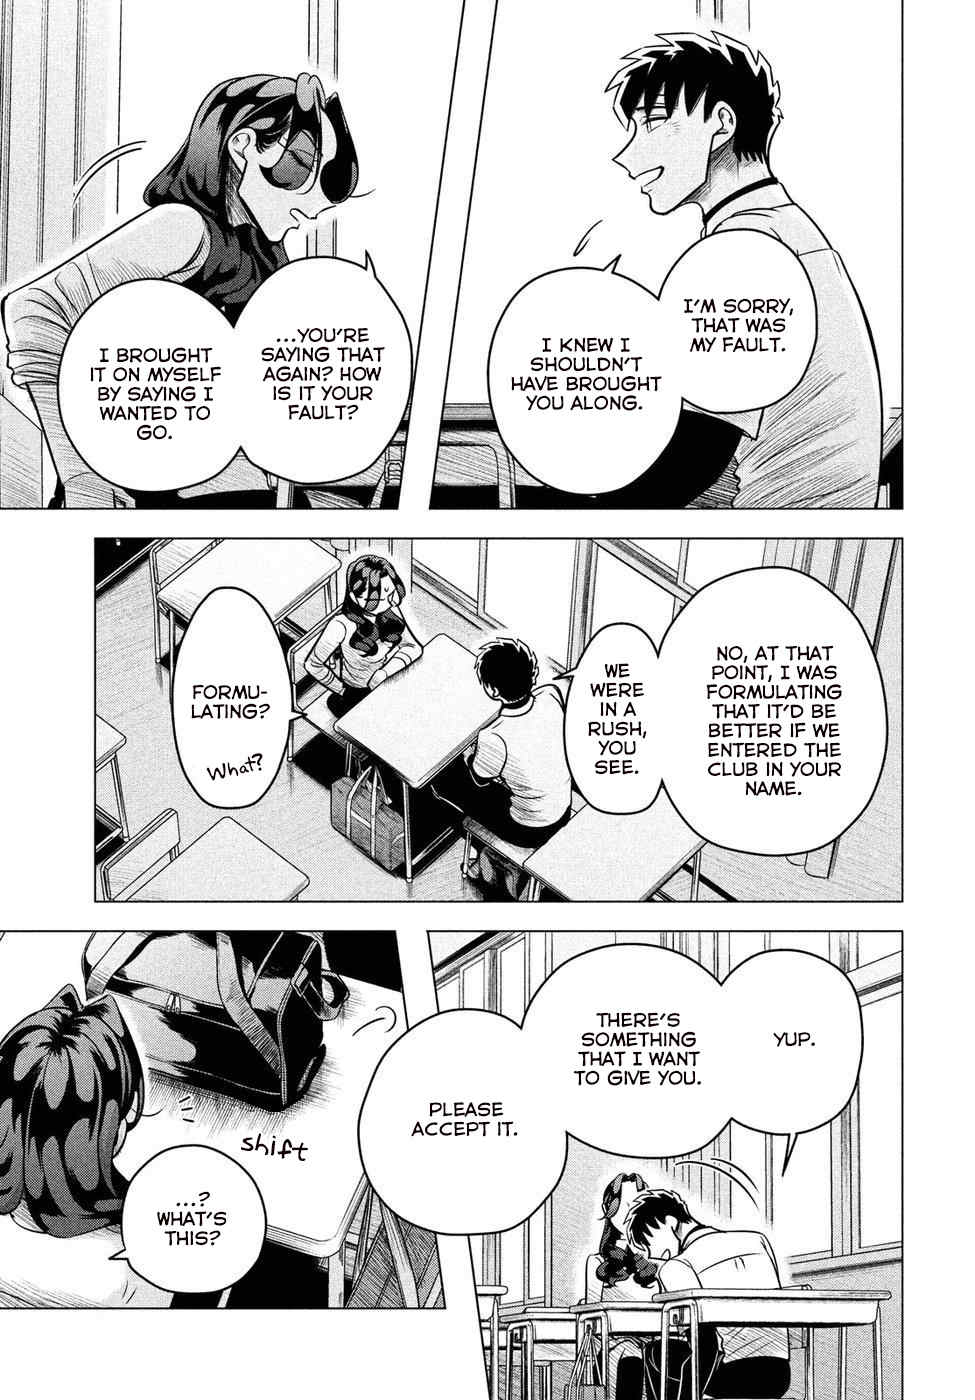 I'M SORRY,
THAT WAS
MY FAULT.
I KNEW I
SHOULDN'T
HAVE BROUGHT
YOU ALONG.
...YOU'RE
SAYING THAT
AGAIN? HOW
IS IT YOUR
FAULT?
I BROUGHT
IT ON MYSELF
BY SAYING I
WANTED TO
GO.
NO, AT THAT
POINT, I WAS
FORMULATING
THAT IT'D BE
BETTER IF WE
ENTERED THE
CLUB IN YOUR
NAME.
WE
WERE
IN A
RUSH,
YOU
SEE.
FORMU-
LATING?
What?
YUP.
THERE'S
SOMETHING
THAT I WANT
TO GIVE YOU.
PLEASE
ACCEPT IT.
shift
...?
WHAT'S
THIS?